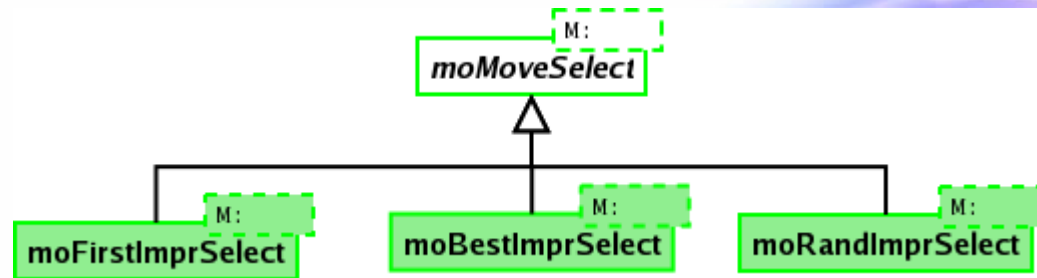 M:
moMoveSelect
M:
moFirstImprSelect
M:
moBestImprSelect
M:
moRandImprSelect